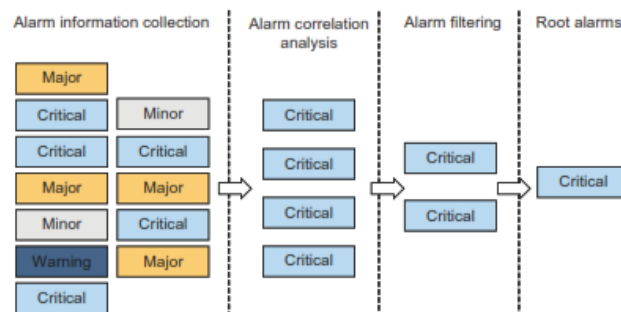 Alarm information collection
Alarm correlation
analysis
Alarm filtering
Root alarms
Major
Critical
Critical
Major
Minor
Warning
Critical
Minor
Critical
Major
Critical
Major
Critical
Critical
Critical
Critical
Critical
Critical
Critical